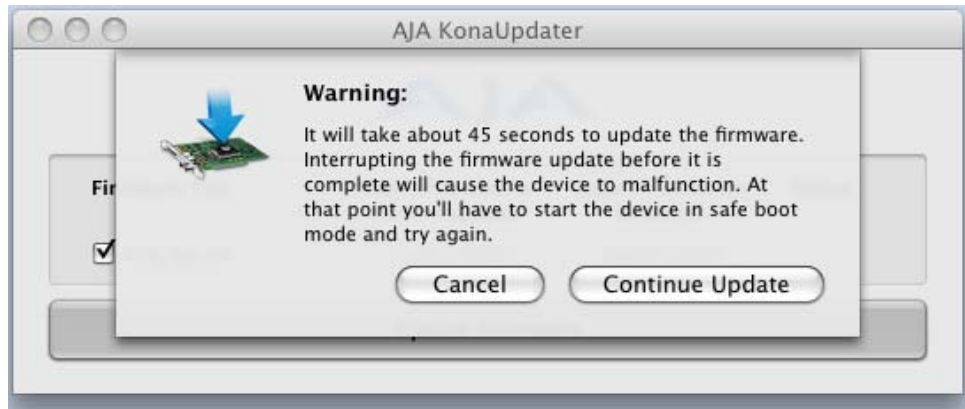 AJA KonaUpdater
Warning:
It will take about 45 seconds to update the firmware.
Interrupting the firmware update before it is
complete will cause the device to malfunction. At
that point you'll have to start the device in safe boot
mode and try again.
Cancel
Continue Update